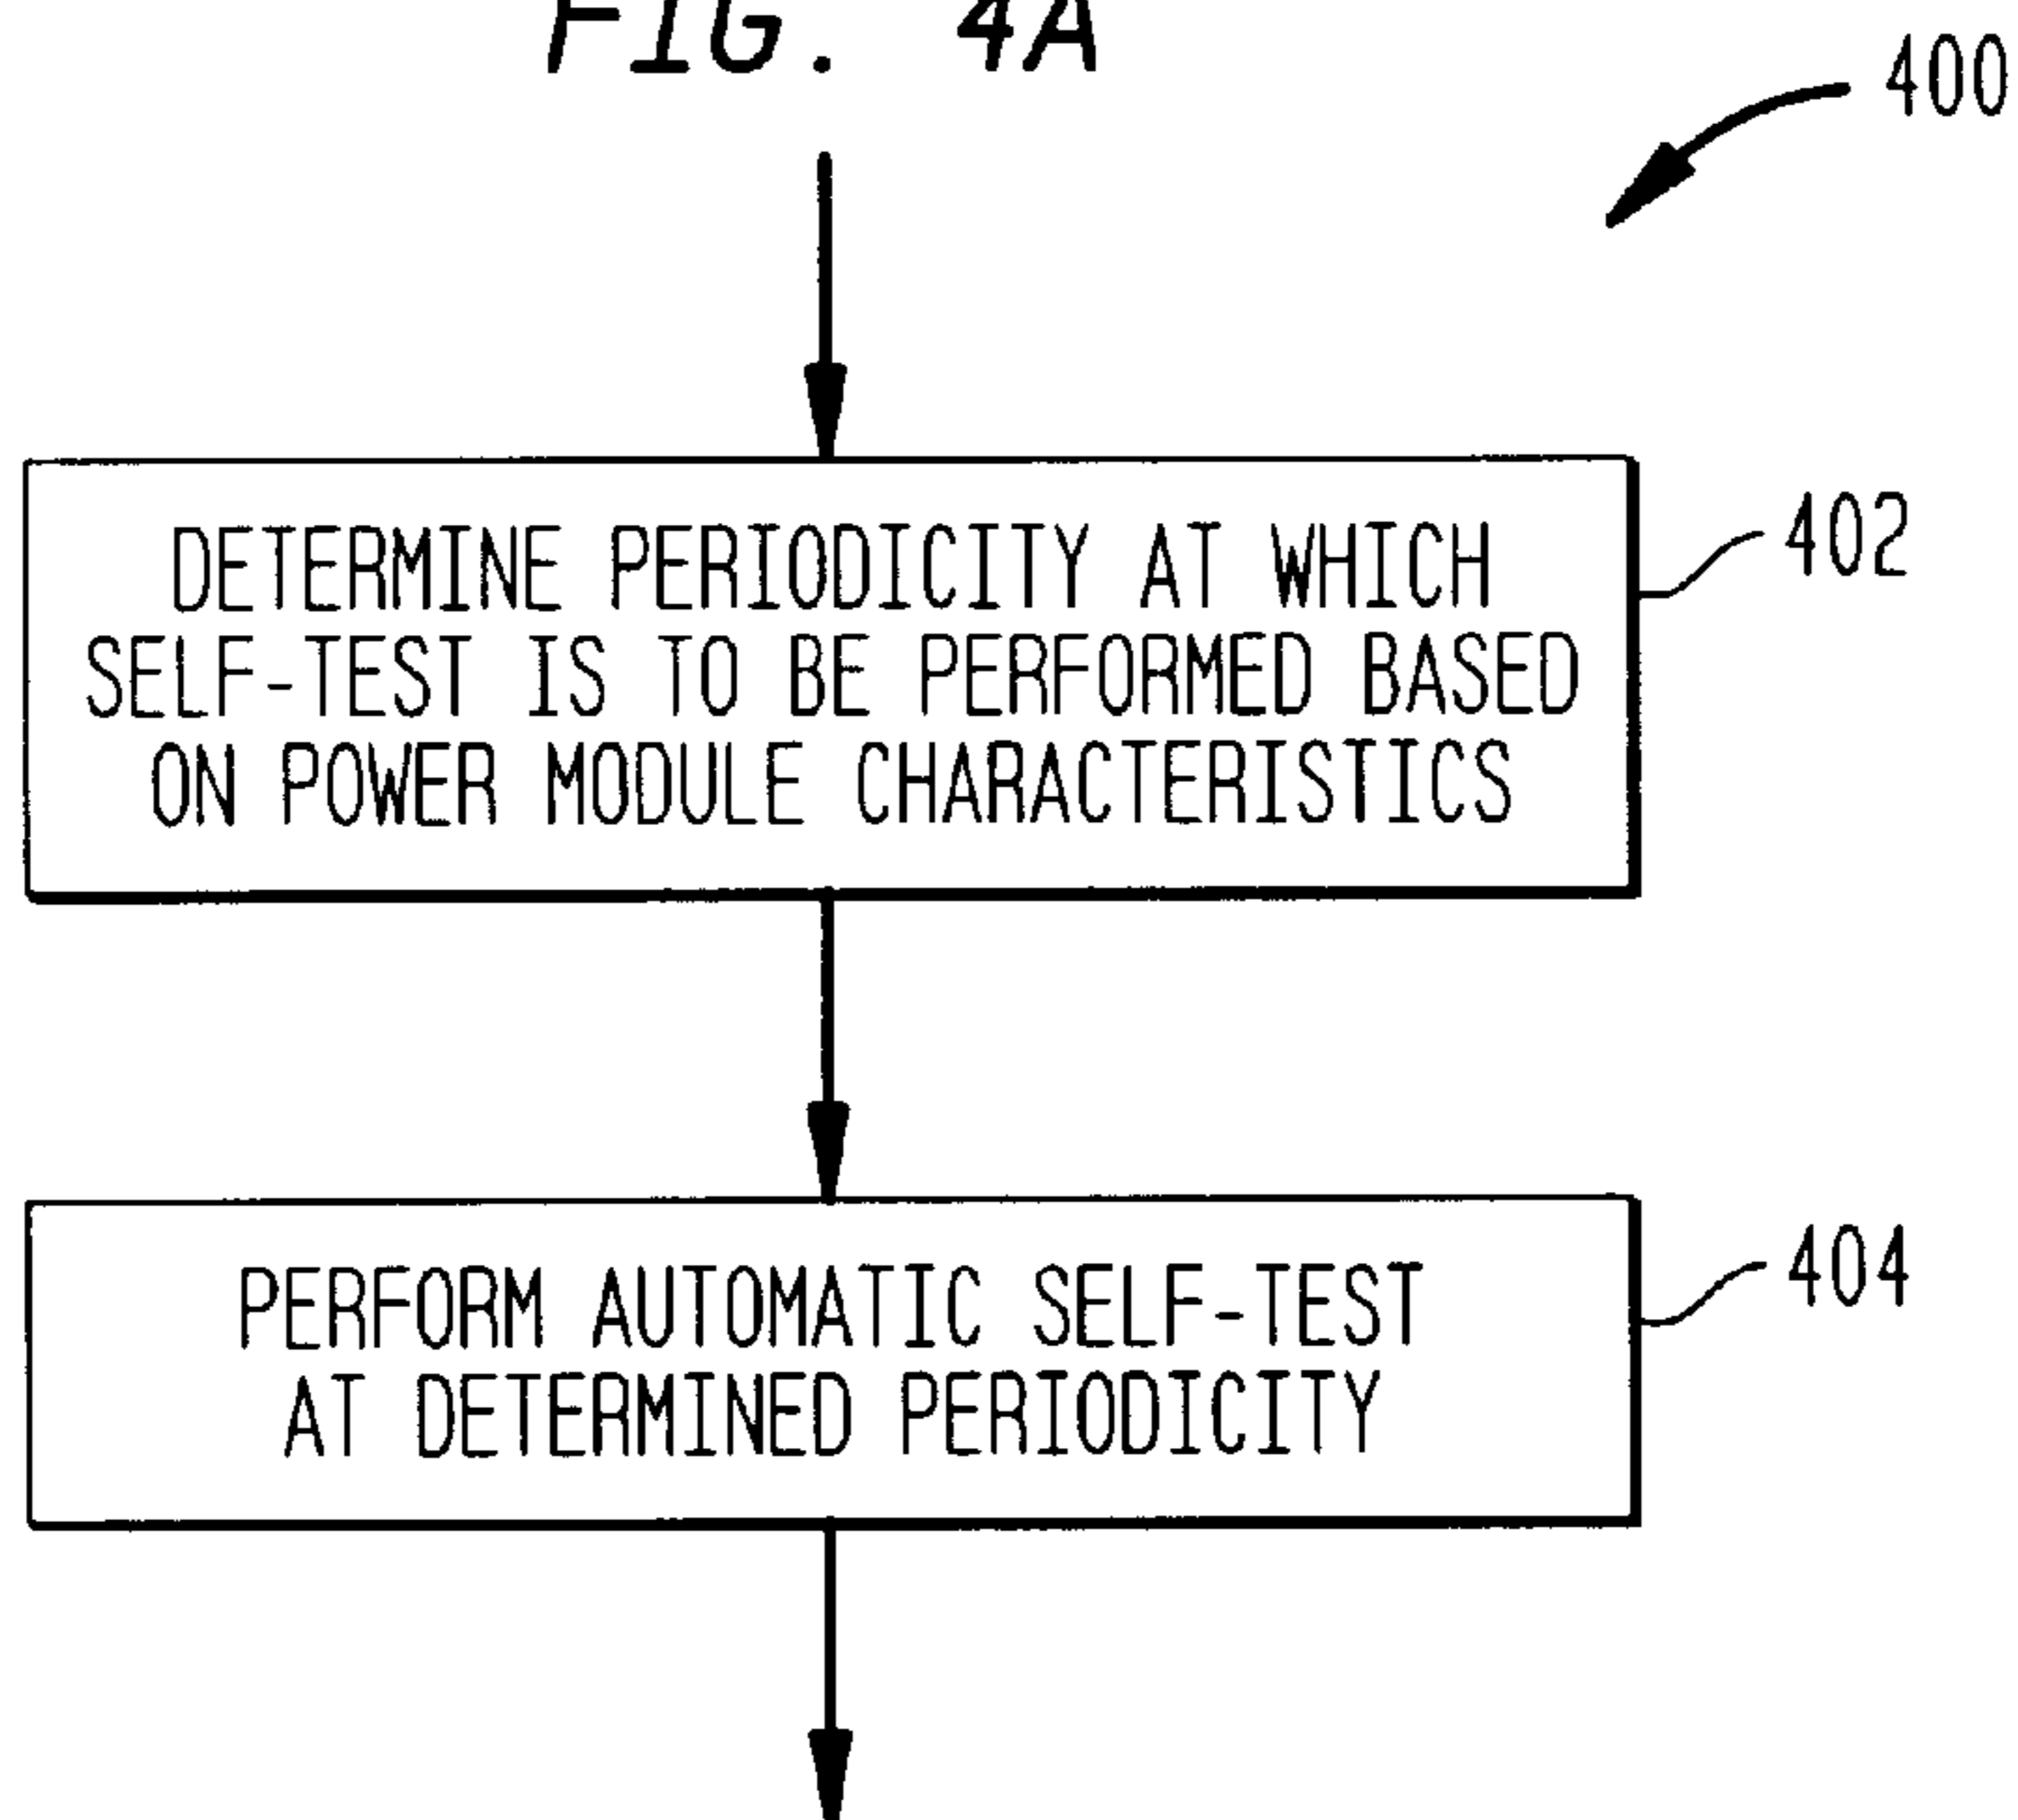 FIG. 4A
400
DETERMINE PERIODICITY AT WHICH
SELF-TEST IS TO BE PERFORMED BASED
ON POWER MODULE CHARACTERISTICS
402
PERFORM AUTOMATIC SELF-TEST
AT DETERMINED PERIODICITY
404